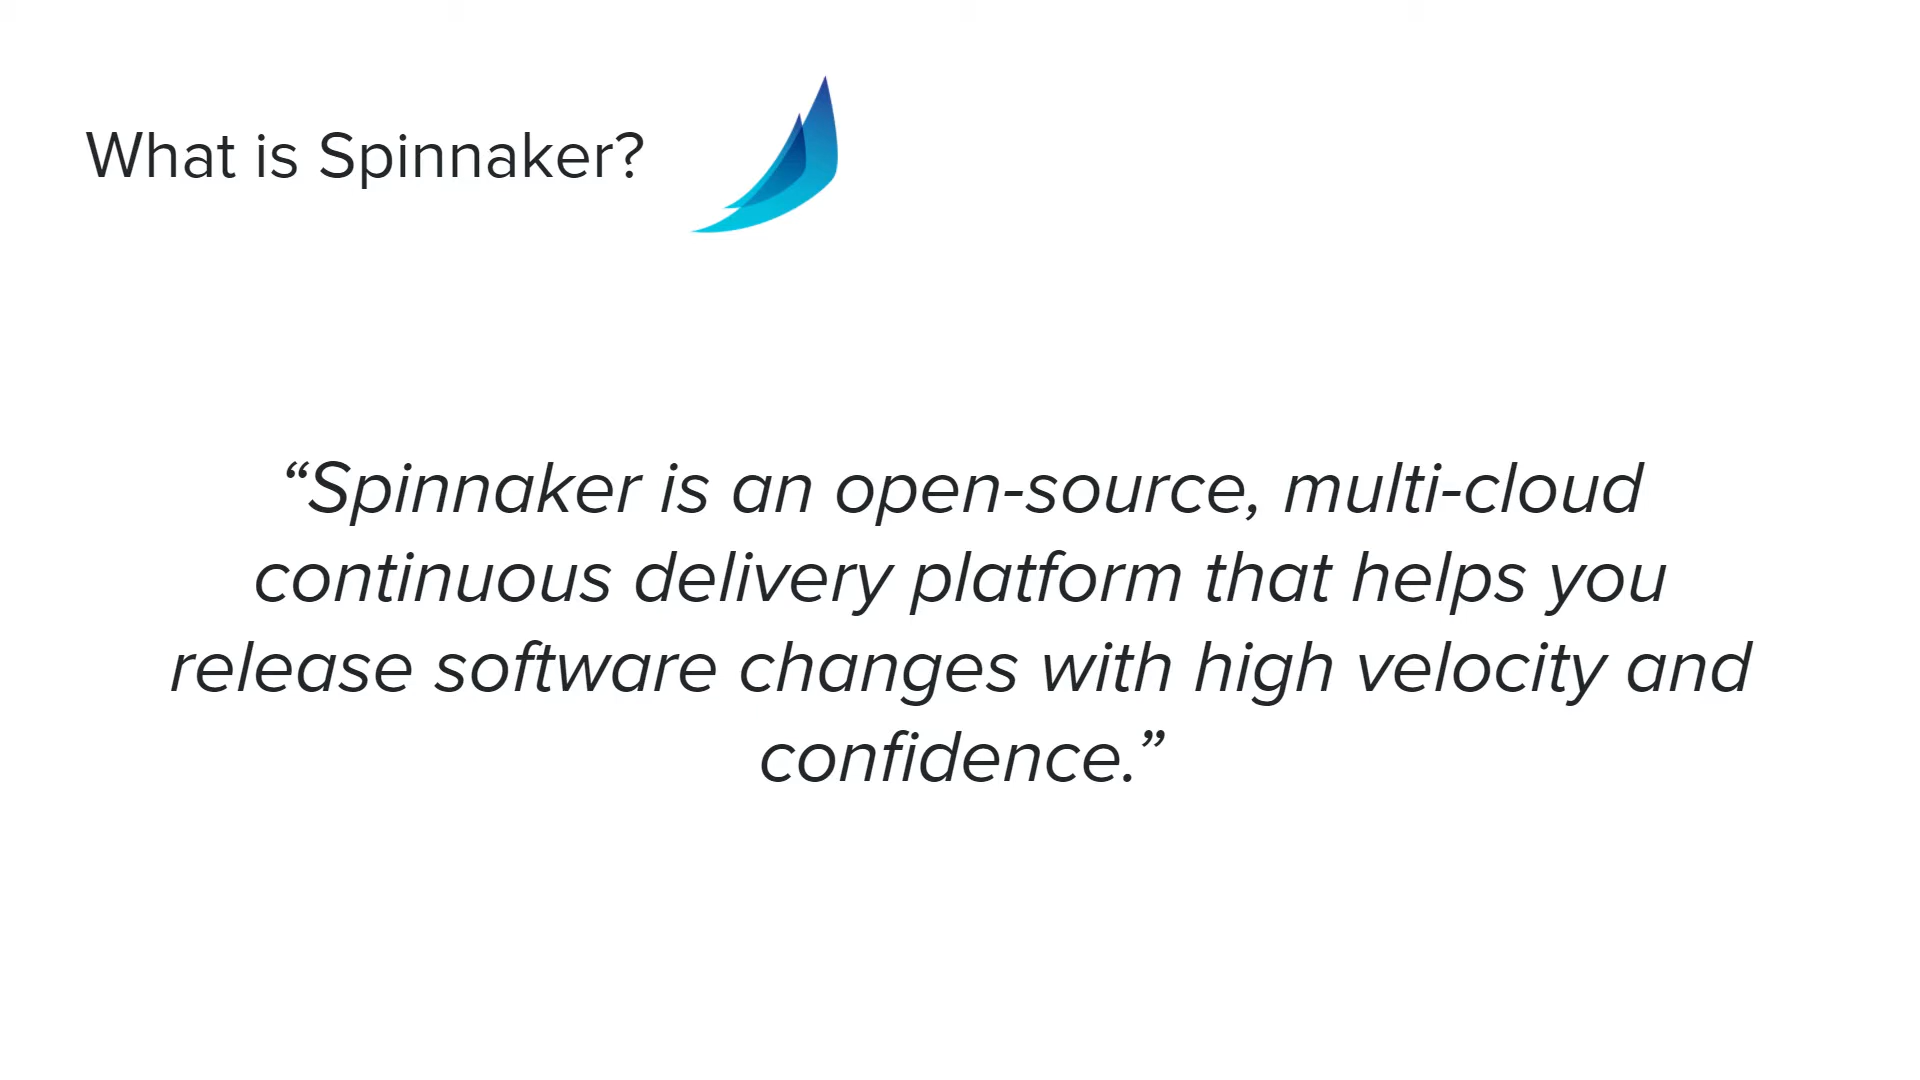 What is Spinnaker?
“Spinnaker is an open-source, multi-cloud
continuous delivery platform that helps you
release software changes with high velocity and
confidence.”